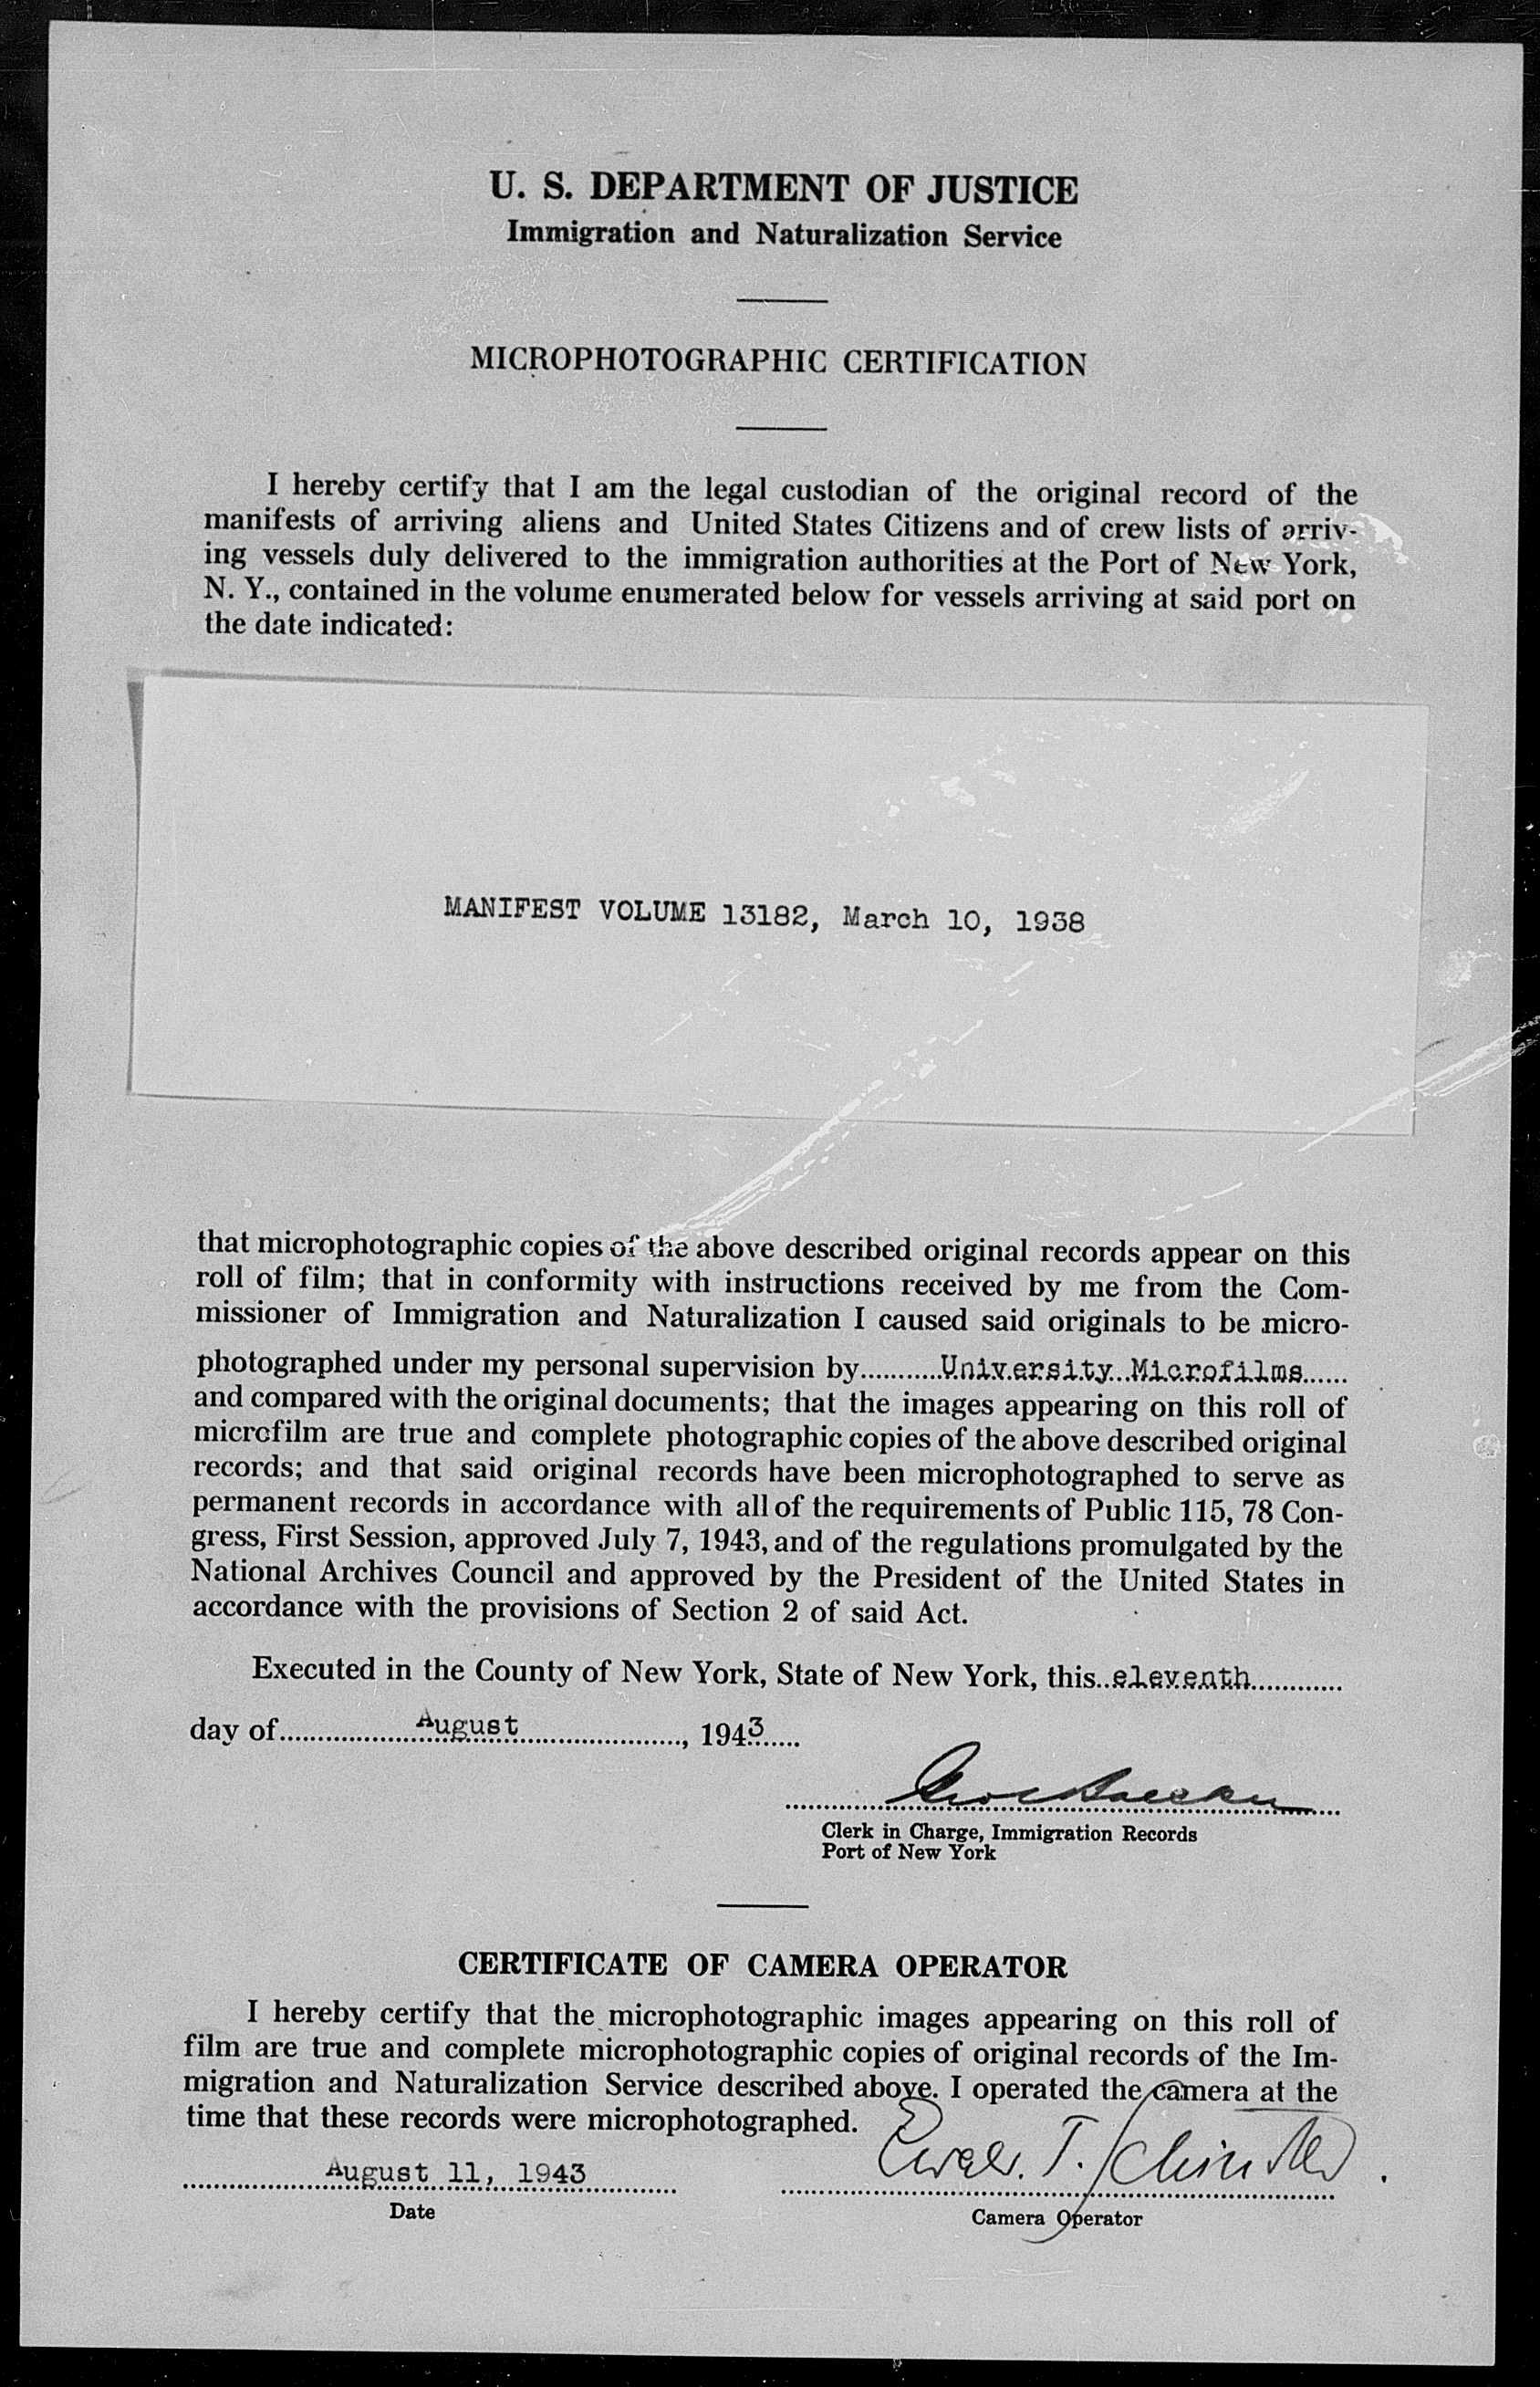 U. S. DEPARTMENT OF JUSTICE
Immigration and Naturalization Service
MICROPHOTOGRAPHIC CERTIFICATION
I hereby certify that I am the legal custodian of the original record of the
manifests of arriving aliens and United States Citizens and of crew lists of arriv-
ing vessels duly delivered to the immigration authorities at the Port of New York,
N. Y., contained in the volume enumerated below for vessels arriving at said port on
the date indicated:
MANIFEST VOLUME 13182, March 10, 1938
that microphotographic copies of the above described original records appear on this
roll of film; that in conformity with instructions received by me from the Com-
missioner of Immigration and Naturalization I caused said originals to be micro-
photographed under my personal supervision by...........University Microfilms......
and compared with the original documents; that the images appearing on this roll of
microfilm are true and complete photographic copies of the above described original
records; and that said original records have been microphotographed to serve as
permanent records in accordance with all of the requirements of Public 115, 78 Con-
gress, First Session, approved July 7, 1943, and of the regulations promulgated by the
National Archives Council and approved by the President of the United States in
accordance with the provisions of Section 2 of said Act.
Executed in the County of New York, State of New York, this..eleventh............
day of..................August......................, 1943......
Clerk in Charge, Immigration Records
Port of New York
CERTIFICATE OF CAMERA OPERATOR
I hereby certify that the microphotographic images appearing on this roll of
film are true and complete microphotographic copies of original records of the Im-
migration and Naturalization Service described above. I operated the camera at the
time that these records were microphotographed.
August 11, 1943
Date
Camera Operator